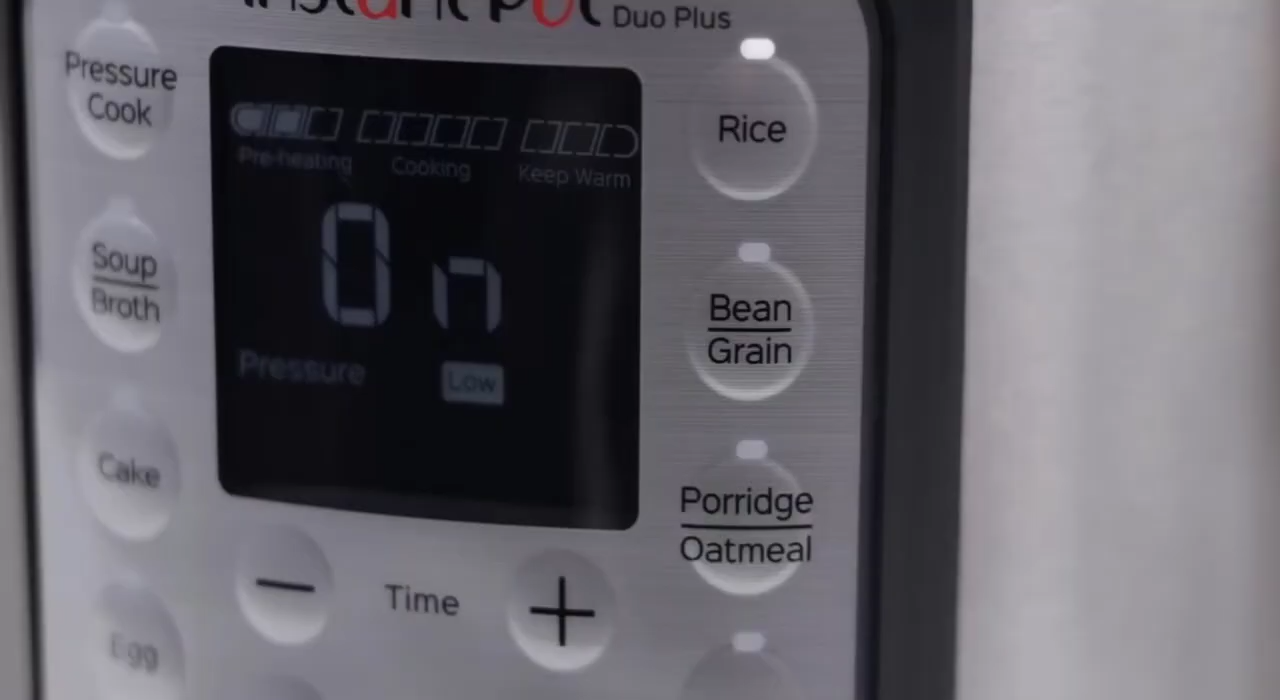 Instant Pot Duo Plus
Pressure
Cook
Rice
Pre-heating
Cooking
Keep Warm
On
Soup
Broth
Bean
Grain
Pressure
Low
Cake
Porridge
Oatmeal
Time
Egg